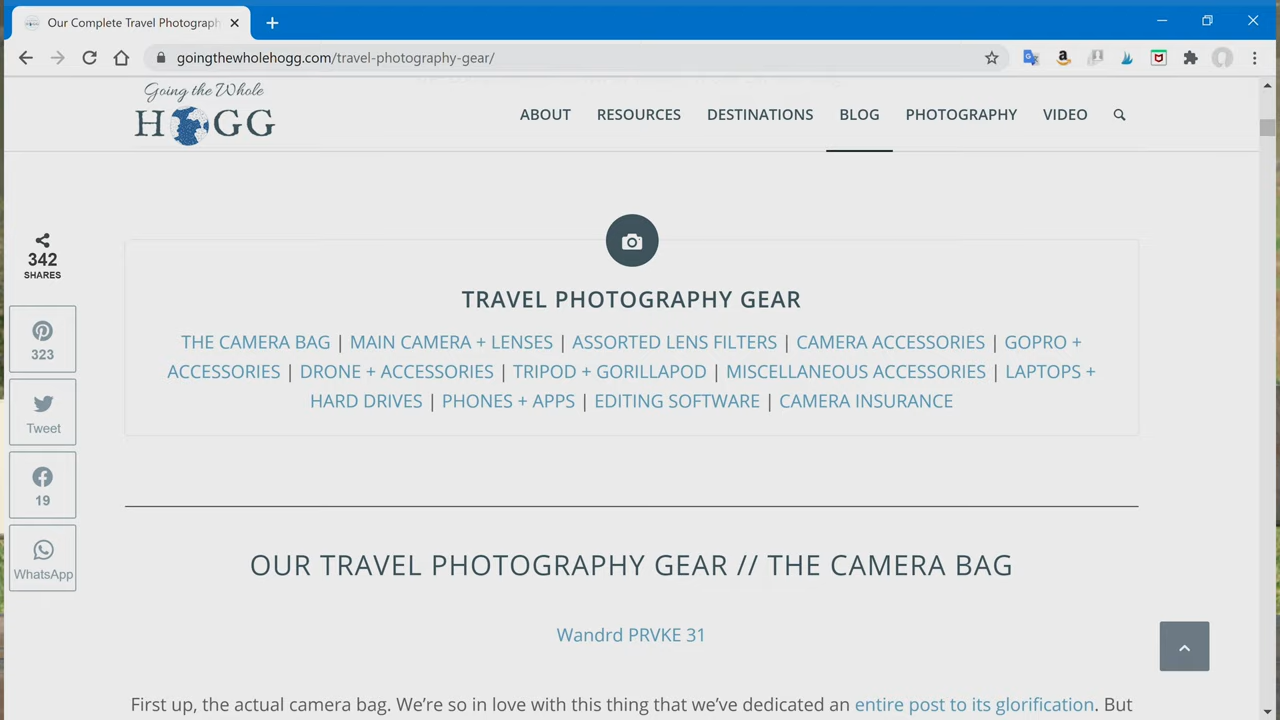 Our Complete Travel Photograph
goingthewholehogg.com/travel-photography-gear/
Going the Whole
HOGG
ABOUT RESOURCES DESTINATIONS BLOG PHOTOGRAPHY VIDEO
342
SHARES
323
Tweet
19
WhatsApp
TRAVEL PHOTOGRAPHY GEAR
THE CAMERA BAG | MAIN CAMERA + LENSES | ASSORTED LENS FILTERS | CAMERA ACCESSORIES | GOPRO +
ACCESSORIES | DRONE + ACCESSORIES | TRIPOD + GORILLAPOD | MISCELLANEOUS ACCESSORIES | LAPTOPS +
HARD DRIVES | PHONES + APPS | EDITING SOFTWARE | CAMERA INSURANCE
OUR TRAVEL PHOTOGRAPHY GEAR // THE CAMERA BAG
Wandrd PRVKE 31
First up, the actual camera bag. We’re so in love with this thing that we’ve dedicated an entire post to its glorification. But